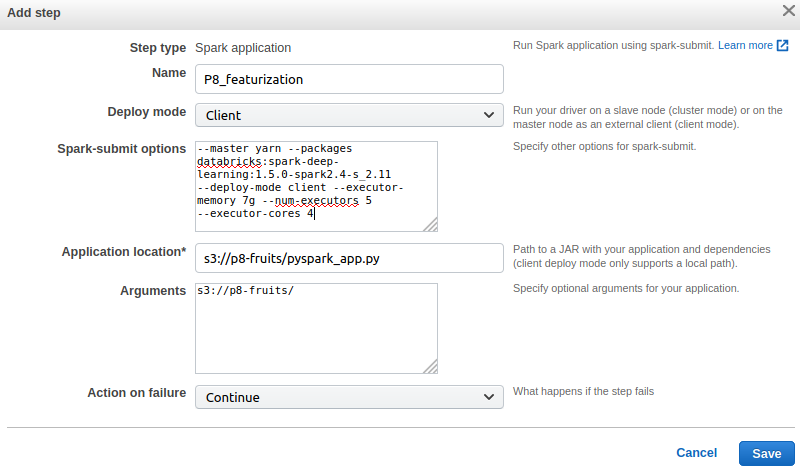 Add step
Step type Spark application
Run Spark application using spark-submit. Learn more
Name P8_featurization
Deploy mode Client
Run your driver on a slave node (cluster mode) or on the
master node as an external client (client mode).
Spark-submit options
--master yarn --packages
databricks:spark-deep-
learning:1.5.0-spark2.4-s_2.11
--deploy-mode client --executor-
memory 7g --num-executors 5
--executor-cores 4
Specify other options for spark-submit.
Application location* s3://p8-fruits/pyspark_app.py
Path to a JAR with your application and dependencies
(client deploy mode only supports a local path).
Arguments s3://p8-fruits/
Specify optional arguments for your application.
Action on failure Continue
What happens if the step fails
Cancel Save